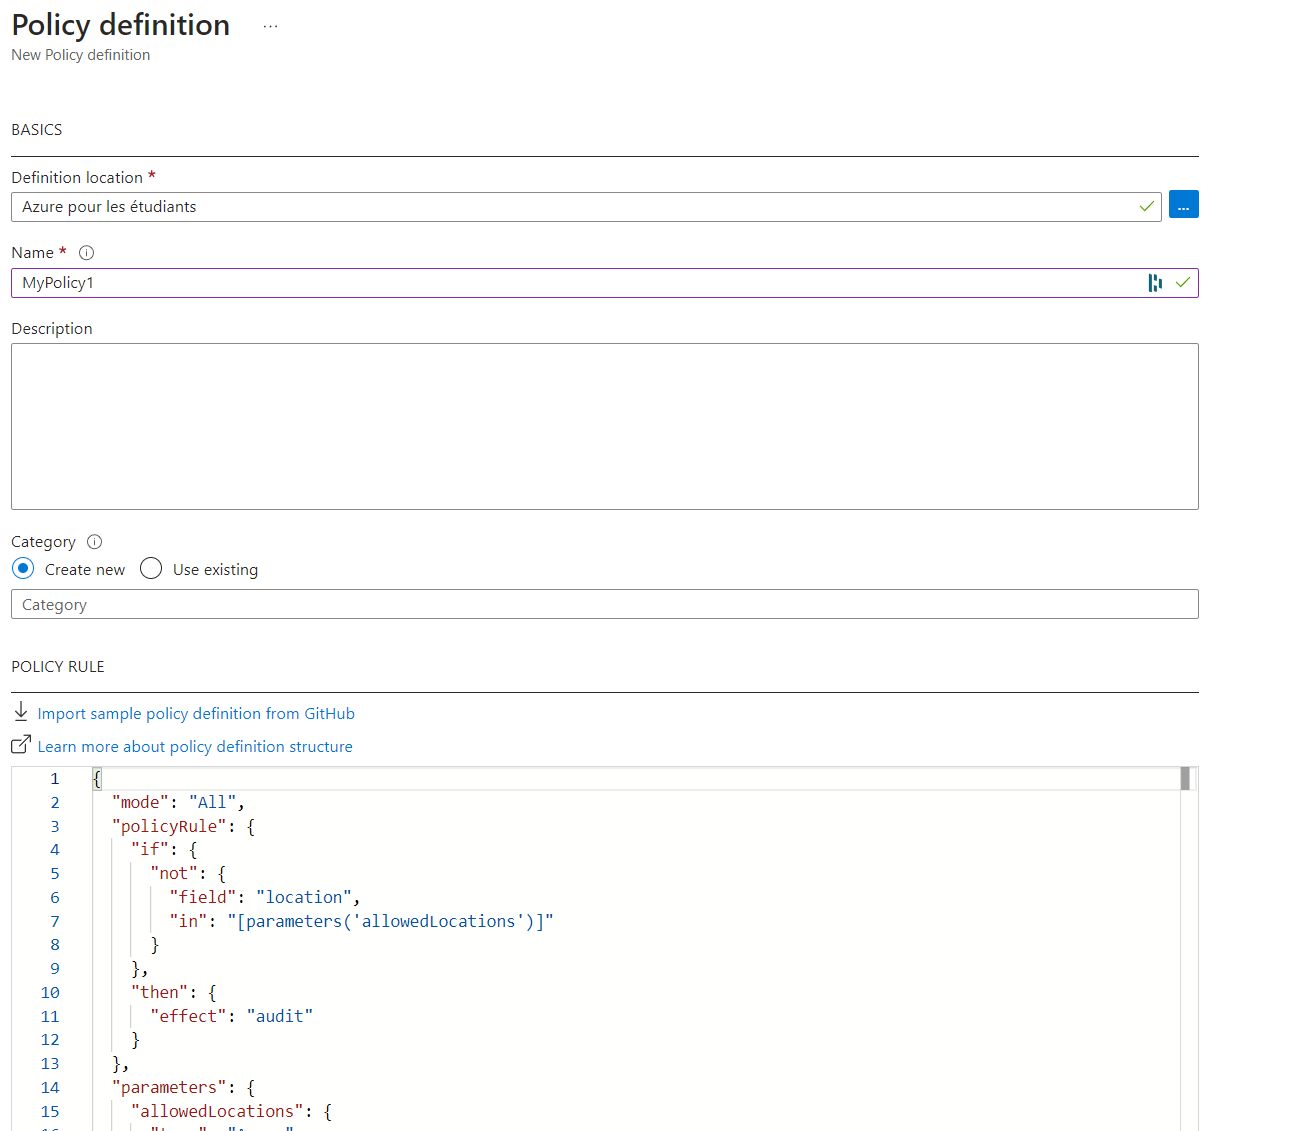 Policy definition ...
New Policy definition
BASICS
Definition location *
Azure pour les étudiants
...
Name *
MyPolicy1
Description
Category
Create new Use existing
Category
POLICY RULE
Import sample policy definition from GitHub
Learn more about policy definition structure
1 {
2 "mode": "All",
3 "policyRule": {
4 "if": {
5 "not": {
6 "field": "location",
7 "in": "[parameters('allowedLocations')]"
8 }
9 },
10 "then": {
11 "effect": "audit"
12 }
13 },
14 "parameters": {
15 "allowedLocations": {